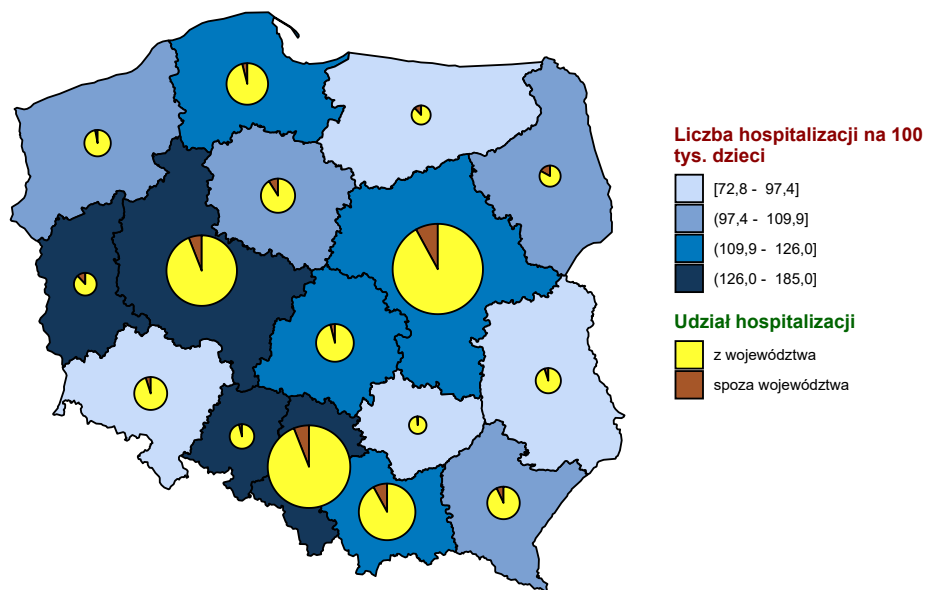 Liczba hospitalizacji na 100
tys. dzieci
[72,8 - 97,4]
(97,4 - 109,9]
(109,9 - 126,0]
(126,0 - 185,0]
Udział hospitalizacji
z województwa
spoza województwa